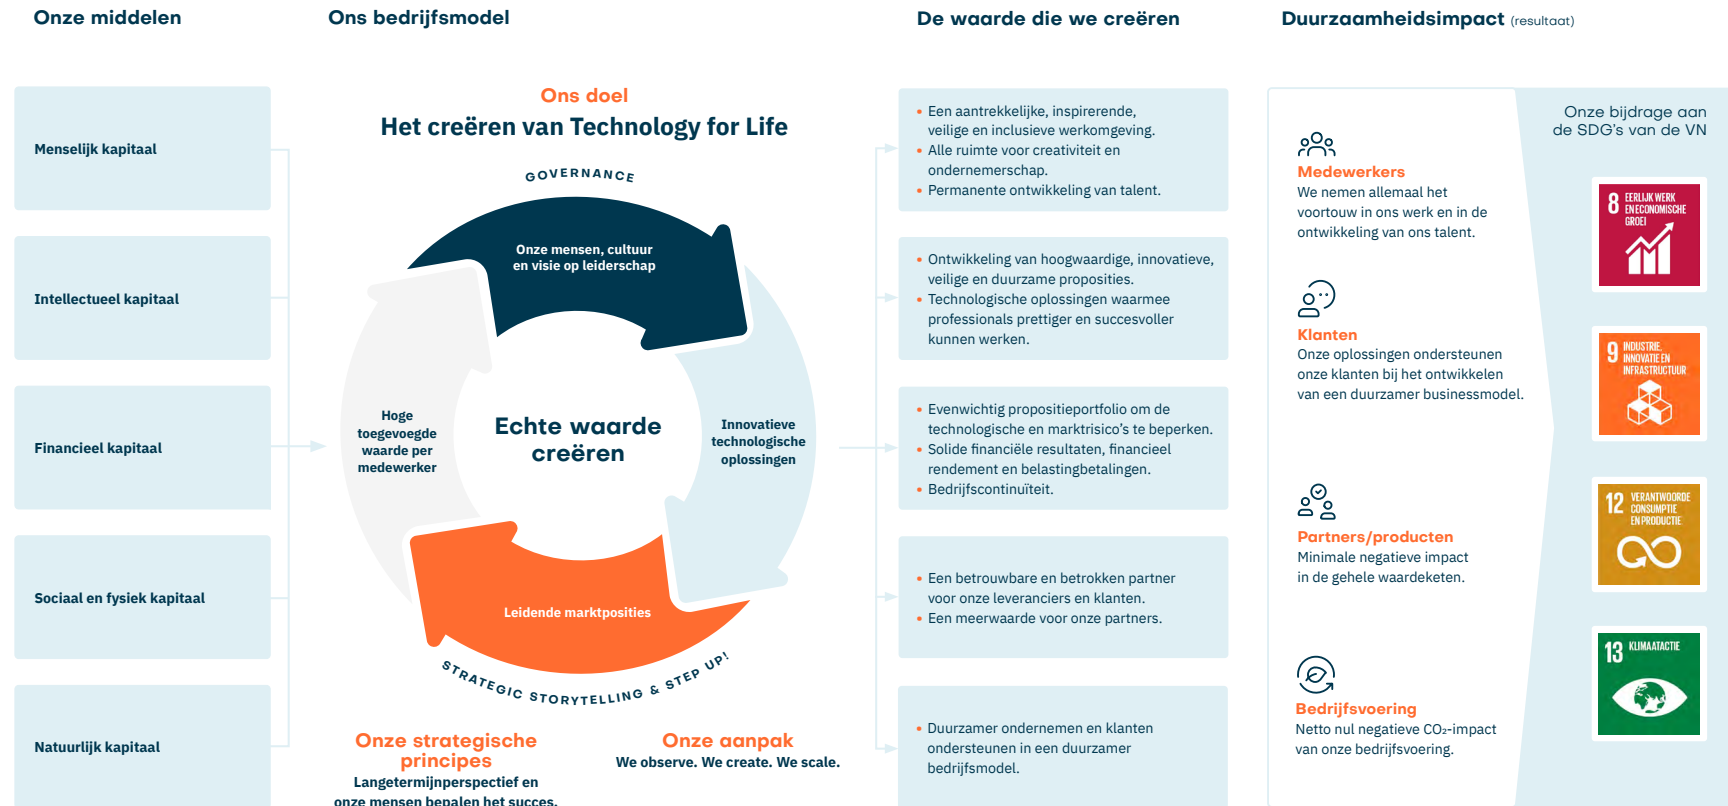 Onze middelen
Menselijk kapitaal
Intellectueel kapitaal
Financieel kapitaal
Sociaal en fysiek kapitaal
Natuurlijk kapitaal
Ons bedrijfsmodel
Ons doel
Het creëren van Technology for Life
GOVERNANCE
Onze mensen, cultuur
en visie op leiderschap
Hoge
toegevoegde
waarde per
medewerker
Echte waarde
creëren
Innovatieve
technologische
oplossingen
Leidende marktposities
STRATEGIC STORYTELLING & STEP UP!
Onze strategische
principes
Langetermijnperspectief en
onze mensen bepalen het succes.
Onze aanpak
We observe. We create. We scale.
De waarde die we creëren
• Een aantrekkelijke, inspirerende,
veilige en inclusieve werkomgeving.
• Alle ruimte voor creativiteit en
ondernemerschap.
• Permanente ontwikkeling van talent.
• Ontwikkeling van hoogwaardige, innovatieve,
veilige en duurzame proposities.
• Technologische oplossingen waarmee
professionals prettiger en succesvoller
kunnen werken.
• Evenwichtig propositieportfolio om de
technologische en marktrisico's te beperken.
• Solide financiële resultaten, financieel
rendement en belastingbetalingen.
• Bedrijfscontinuïteit.
• Een betrouwbare en betrokken partner
voor onze leveranciers en klanten.
• Een meerwaarde voor onze partners.
• Duurzamer ondernemen en klanten
ondersteunen in een duurzamer
bedrijfsmodel.
Duurzaamheidsimpact (resultaat)
Medewerkers
We nemen allemaal het
voortouw in ons werk en in de
ontwikkeling van ons talent.
Klanten
Onze oplossingen ondersteunen
onze klanten bij het ontwikkelen
van een duurzamer businessmodel.
Partners/producten
Minimale negatieve impact
in de gehele waardeketen.
Bedrijfsvoering
Netto nul negatieve CO₂-impact
van onze bedrijfsvoering.
Onze bijdrage aan
de SDG's van de VN
8 EERLIJK WERK
EN ECONOMISCHE
GROEI
9 INDUSTRIE,
INNOVATIE EN
INFRASTRUCTUUR
12 VERANTWOORDE
CONSUMPTIE
EN PRODUCTIE
13 KLIMAATACTIE